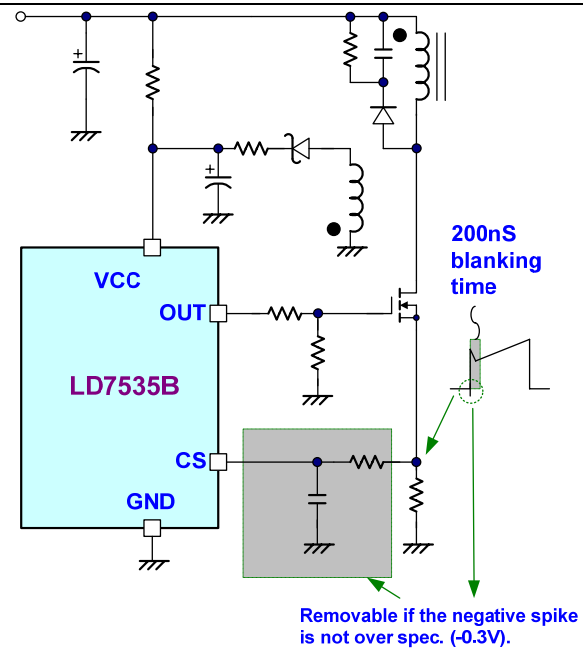 200nS
blanking
time
VCC
OUT
LD7535B
CS
GND
+
+
Removable if the negative spike
is not over spec. (-0.3V).